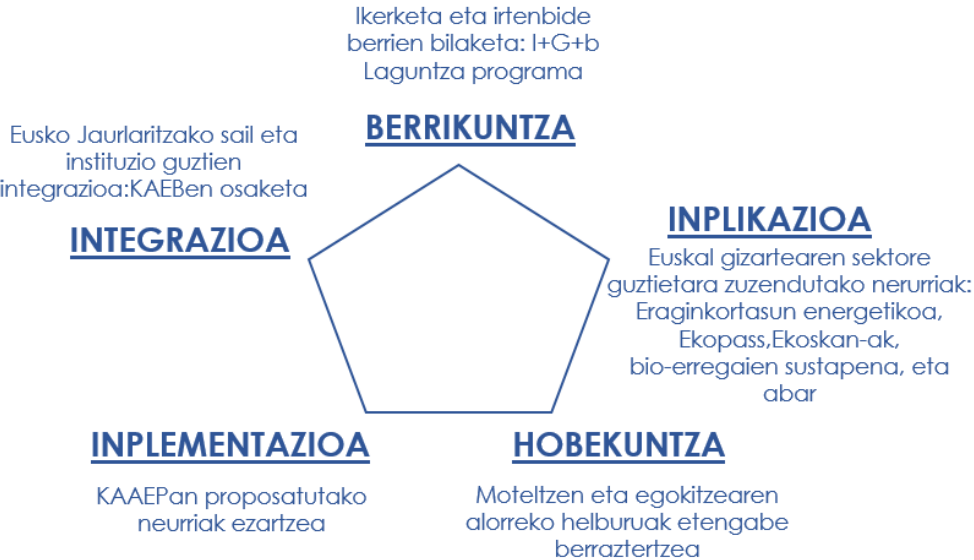 Ikerketa eta irtenbide
berrien bilaketa: I+G+b
Laguntza programa
BERRIKUNTZA
Eusko Jaurlaritzako sail eta
instituzio guztien
integrazioa:KAEBen osaketa
INTEGRAZIOA
INPLIKAZIOA
Euskal gizartearen sektore
guztietara zuzendutako nerurriak:
Eraginkortasun energetikoa,
Ekopass,Ekoskan-ak,
bio-erregaien sustapena, eta
abar
INPLEMENTAZIOA
KAAEPan proposatutako
neurriak ezartzea
HOBEKUNTZA
Moteltzen eta egokitzearen
alorreko helburuak etengabe
berraztertzea